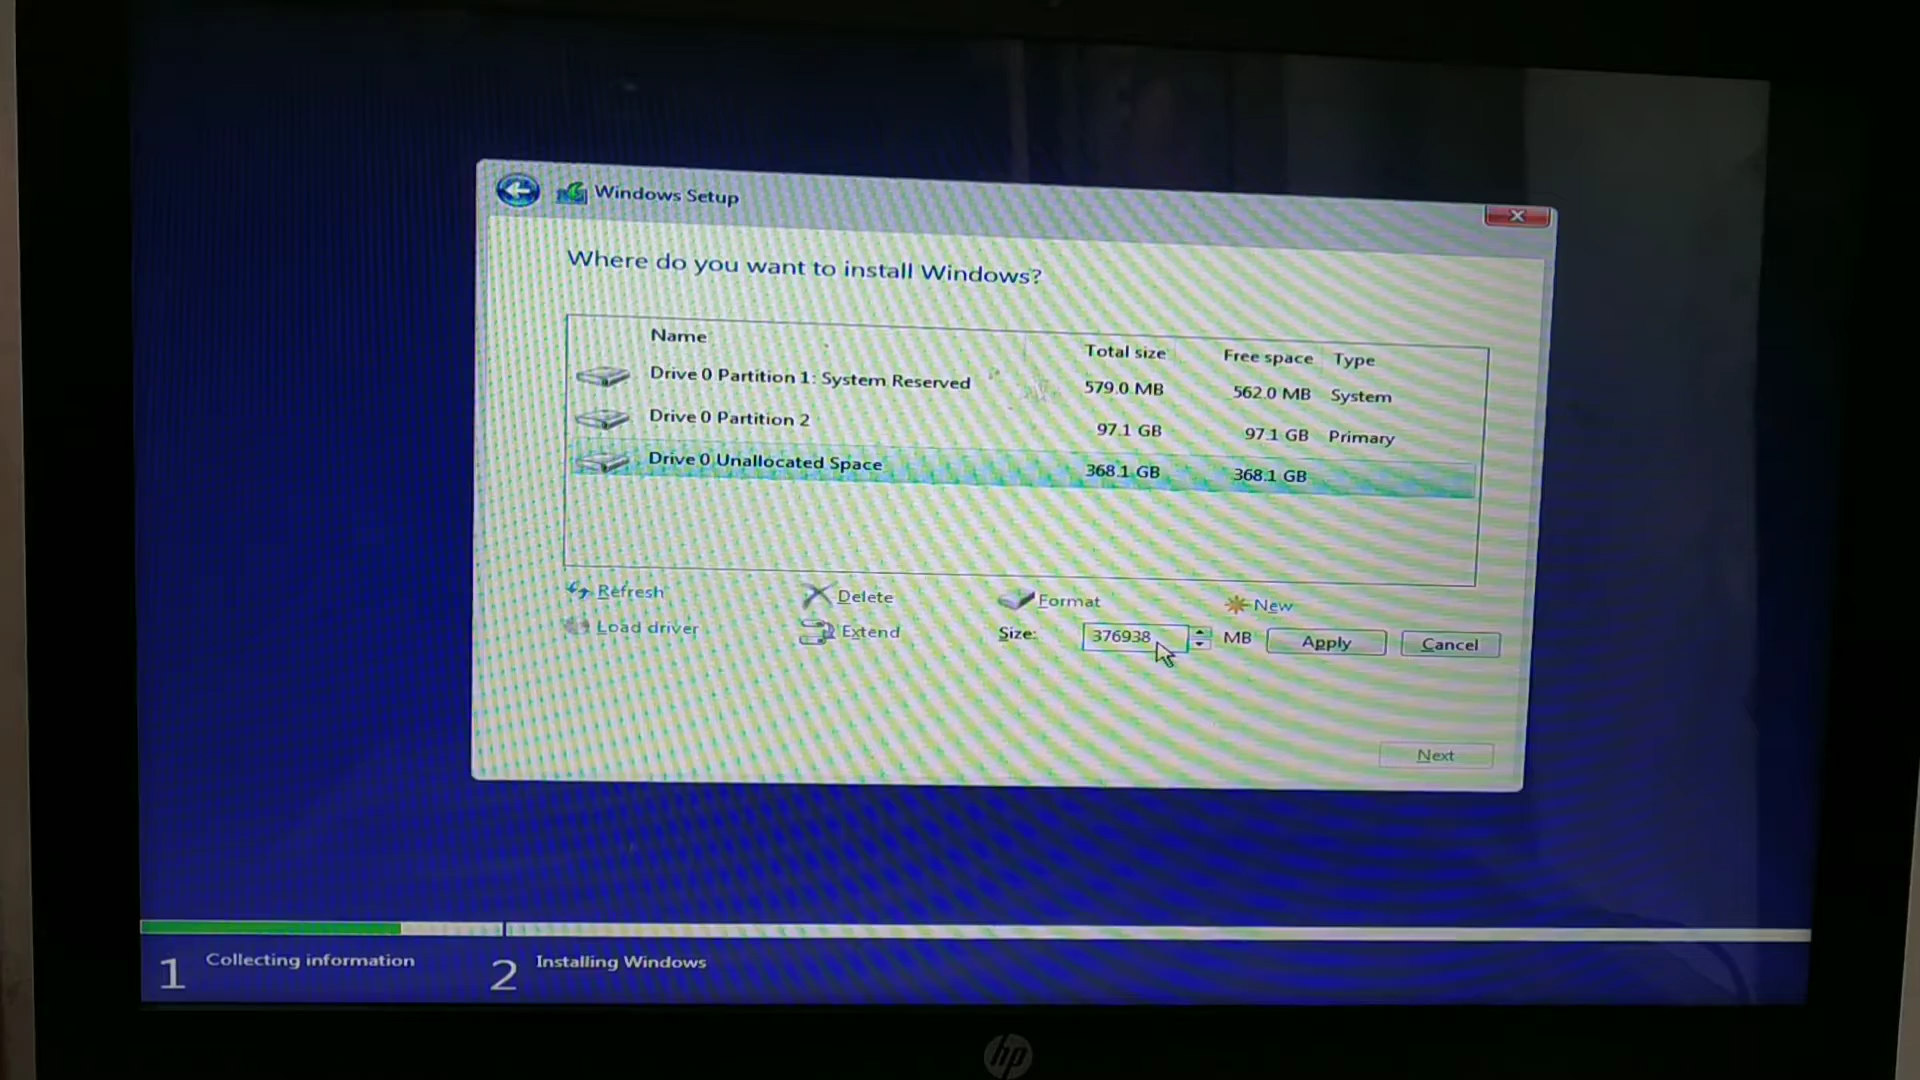 Windows Setup
X
Where do you want to install Windows?
Name Total size Free space Type
Drive 0 Partition 1: System Reserved 579.0 MB 562.0 MB System
Drive 0 Partition 2 97.1 GB 97.1 GB Primary
Drive 0 Unallocated Space 368.1 GB 368.1 GB
Refresh Delete Format New
Load driver Extend Size: 376938 MB Apply Cancel
Next
1 Collecting information 2 Installing Windows
hp